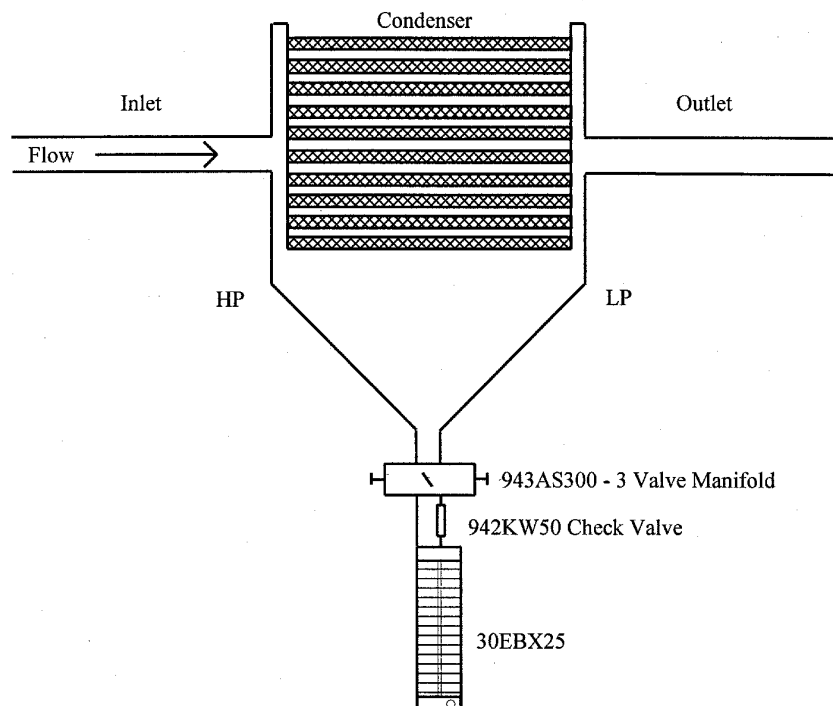 Condenser
Inlet
Outlet
Flow
HP
LP
943AS300 - 3 Valve Manifold
942KW50 Check Valve
30EBX25